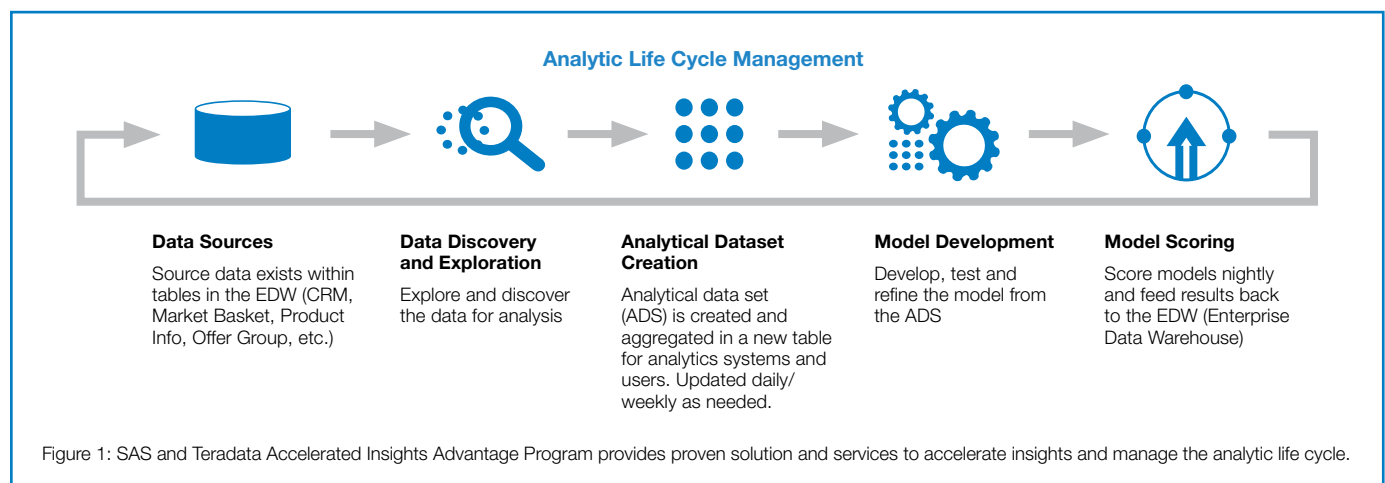 Analytic Life Cycle Management
Data Sources
Source data exists within
tables in the EDW (CRM,
Market Basket, Product
Info, Offer Group, etc.)
Data Discovery
and Exploration
Explore and discover
the data for analysis
Analytical Dataset
Creation
Analytical data set
(ADS) is created and
aggregated in a new table
for analytics systems and
users. Updated daily/
weekly as needed.
Model Development
Develop, test and
refine the model from
the ADS
Model Scoring
Score models nightly
and feed results back
to the EDW (Enterprise
Data Warehouse)
Figure 1: SAS and Teradata Accelerated Insights Advantage Program provides proven solution and services to accelerate insights and manage the analytic life cycle.